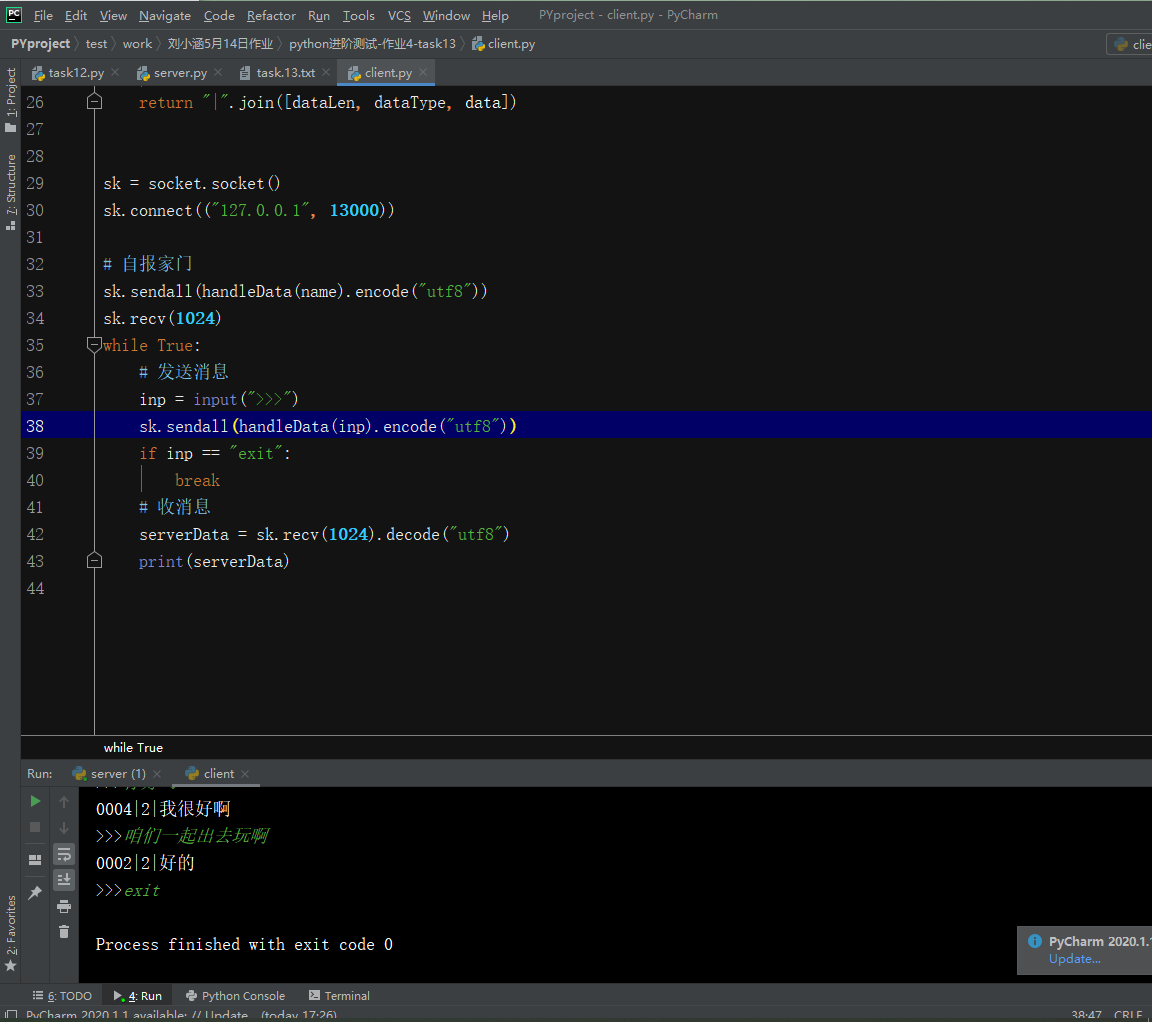 PC File Edit View Navigate Code Refactor Run Tools VCS Window Help PYproject - client.py - PyCharm
PYproject test work 刘小涵5月14日作业 python进阶测试-作业4-task13 client.py clie
task12.py server.py task.13.txt client.py
1: Project
7: Structure
26 return "|".join([dataLen, dataType, data])
27
28
29 sk = socket.socket()
30 sk.connect(("127.0.0.1", 13000))
31
32 # 自报家门
33 sk.sendall(handleData(name).encode("utf8"))
34 sk.recv(1024)
35 while True:
36 # 发送消息
37 inp = input(">>>")
38 sk.sendall(handleData(inp).encode("utf8"))
39 if inp == "exit":
40 break
41 # 收消息
42 serverData = sk.recv(1024).decode("utf8")
43 print(serverData)
44
while True
Run: server (1) client
0004|2|我很好啊
>>>咱们一起出去玩啊
0002|2|好的
>>>exit
Process finished with exit code 0
2: Favorites
PyCharm 2020.1.1
Update...
6: TODO 4: Run Python Console Terminal
PyCharm 2020.1.1 available: // Update... (today 17:26) 38:47 CRLF